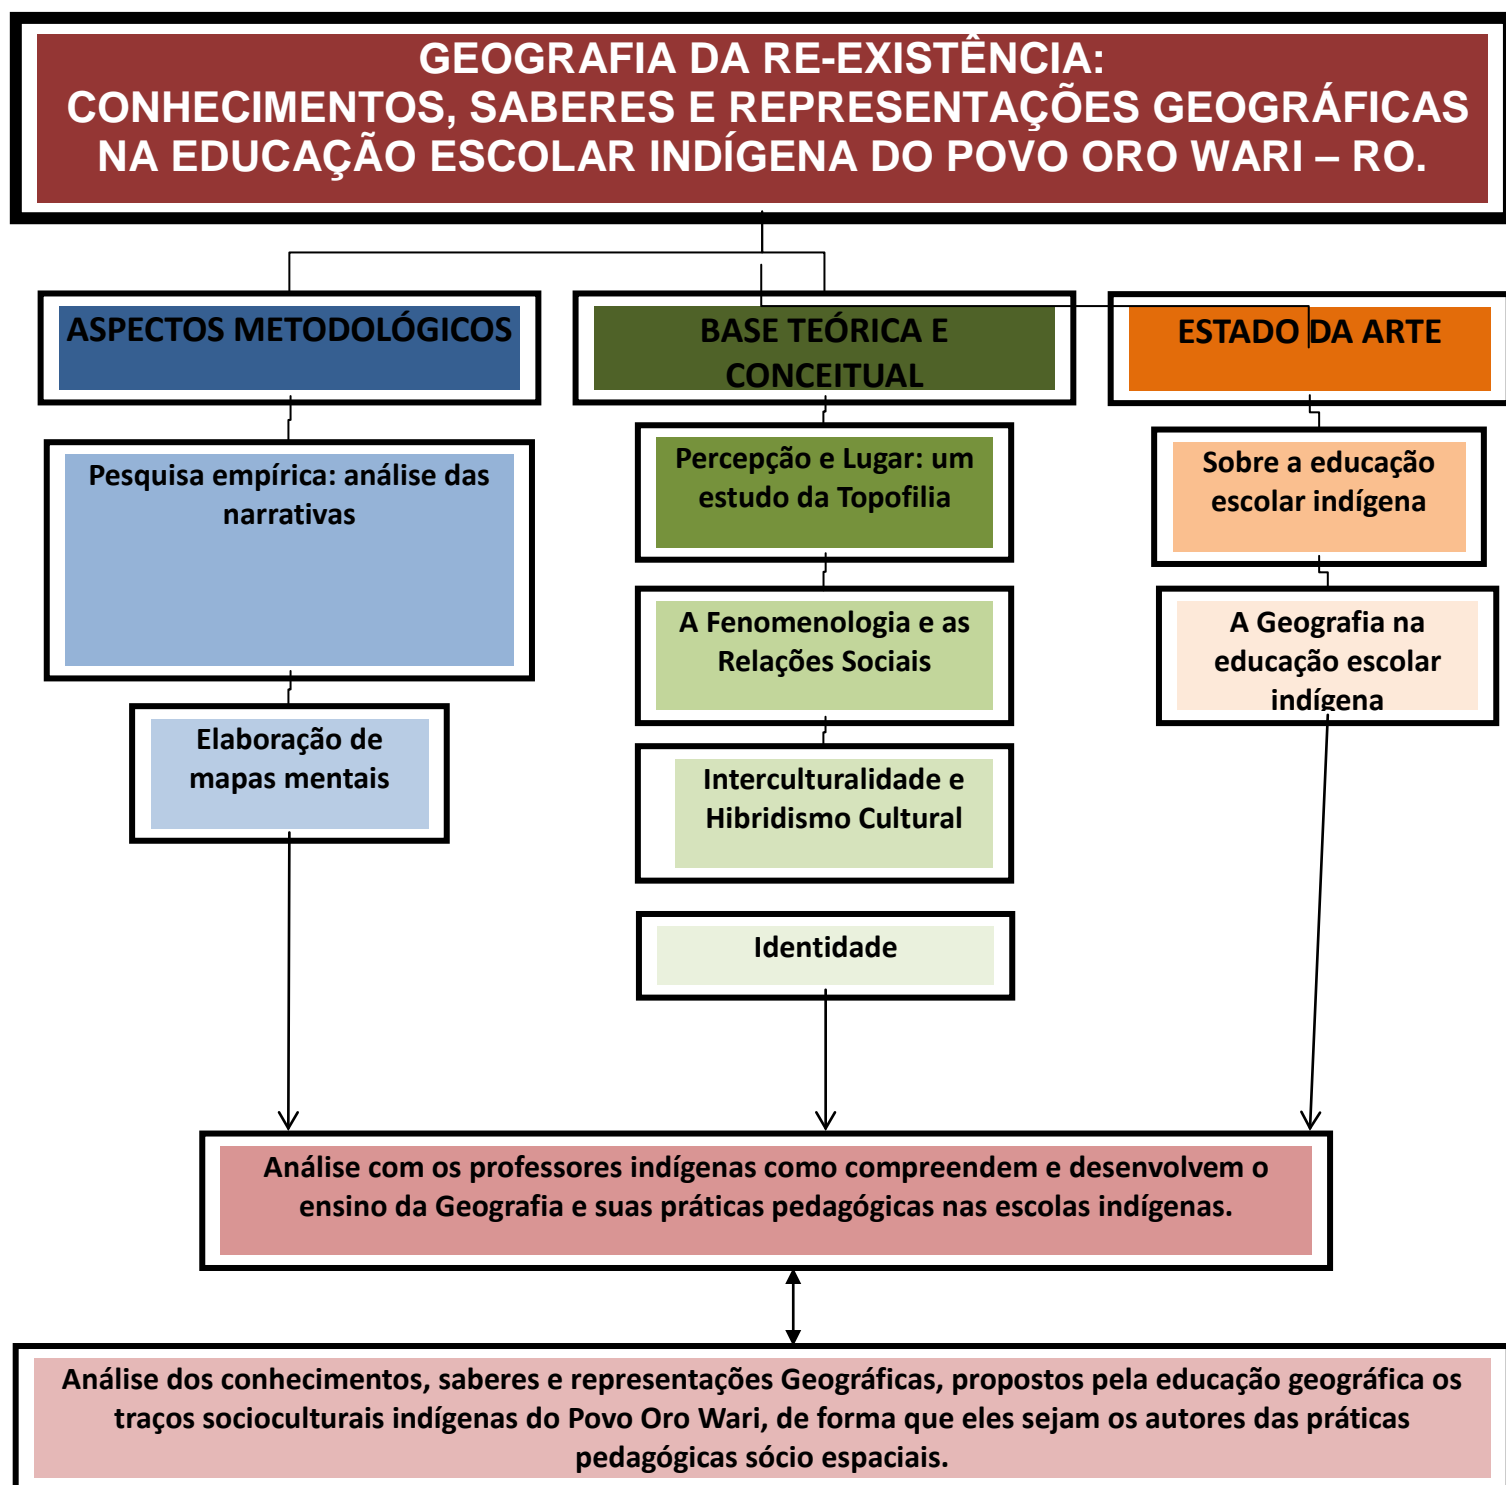 GEOGRAFIA DA RE-EXISTÊNCIA:
CONHECIMENTOS, SABERES E REPRESENTAÇÕES GEOGRÁFICAS
NA EDUCAÇÃO ESCOLAR INDÍGENA DO POVO ORO WARI – RO.
ASPECTOS METODOLÓGICOS
Pesquisa empírica: análise das
narrativas
Elaboração de
mapas mentais
BASE TEÓRICA E
CONCEITUAL
Percepção e Lugar: um
estudo da Topofilia
A Fenomenologia e as
Relações Sociais
Interculturalidade e
Hibridismo Cultural
Identidade
ESTADO DA ARTE
Sobre a educação
escolar indígena
A Geografia na
educação escolar
indígena
Análise com os professores indígenas como compreendem e desenvolvem o
ensino da Geografia e suas práticas pedagógicas nas escolas indígenas.
Análise dos conhecimentos, saberes e representações Geográficas, propostos pela educação geográfica os
traços socioculturais indígenas do Povo Oro Wari, de forma que eles sejam os autores das práticas
pedagógicas sócio espaciais.